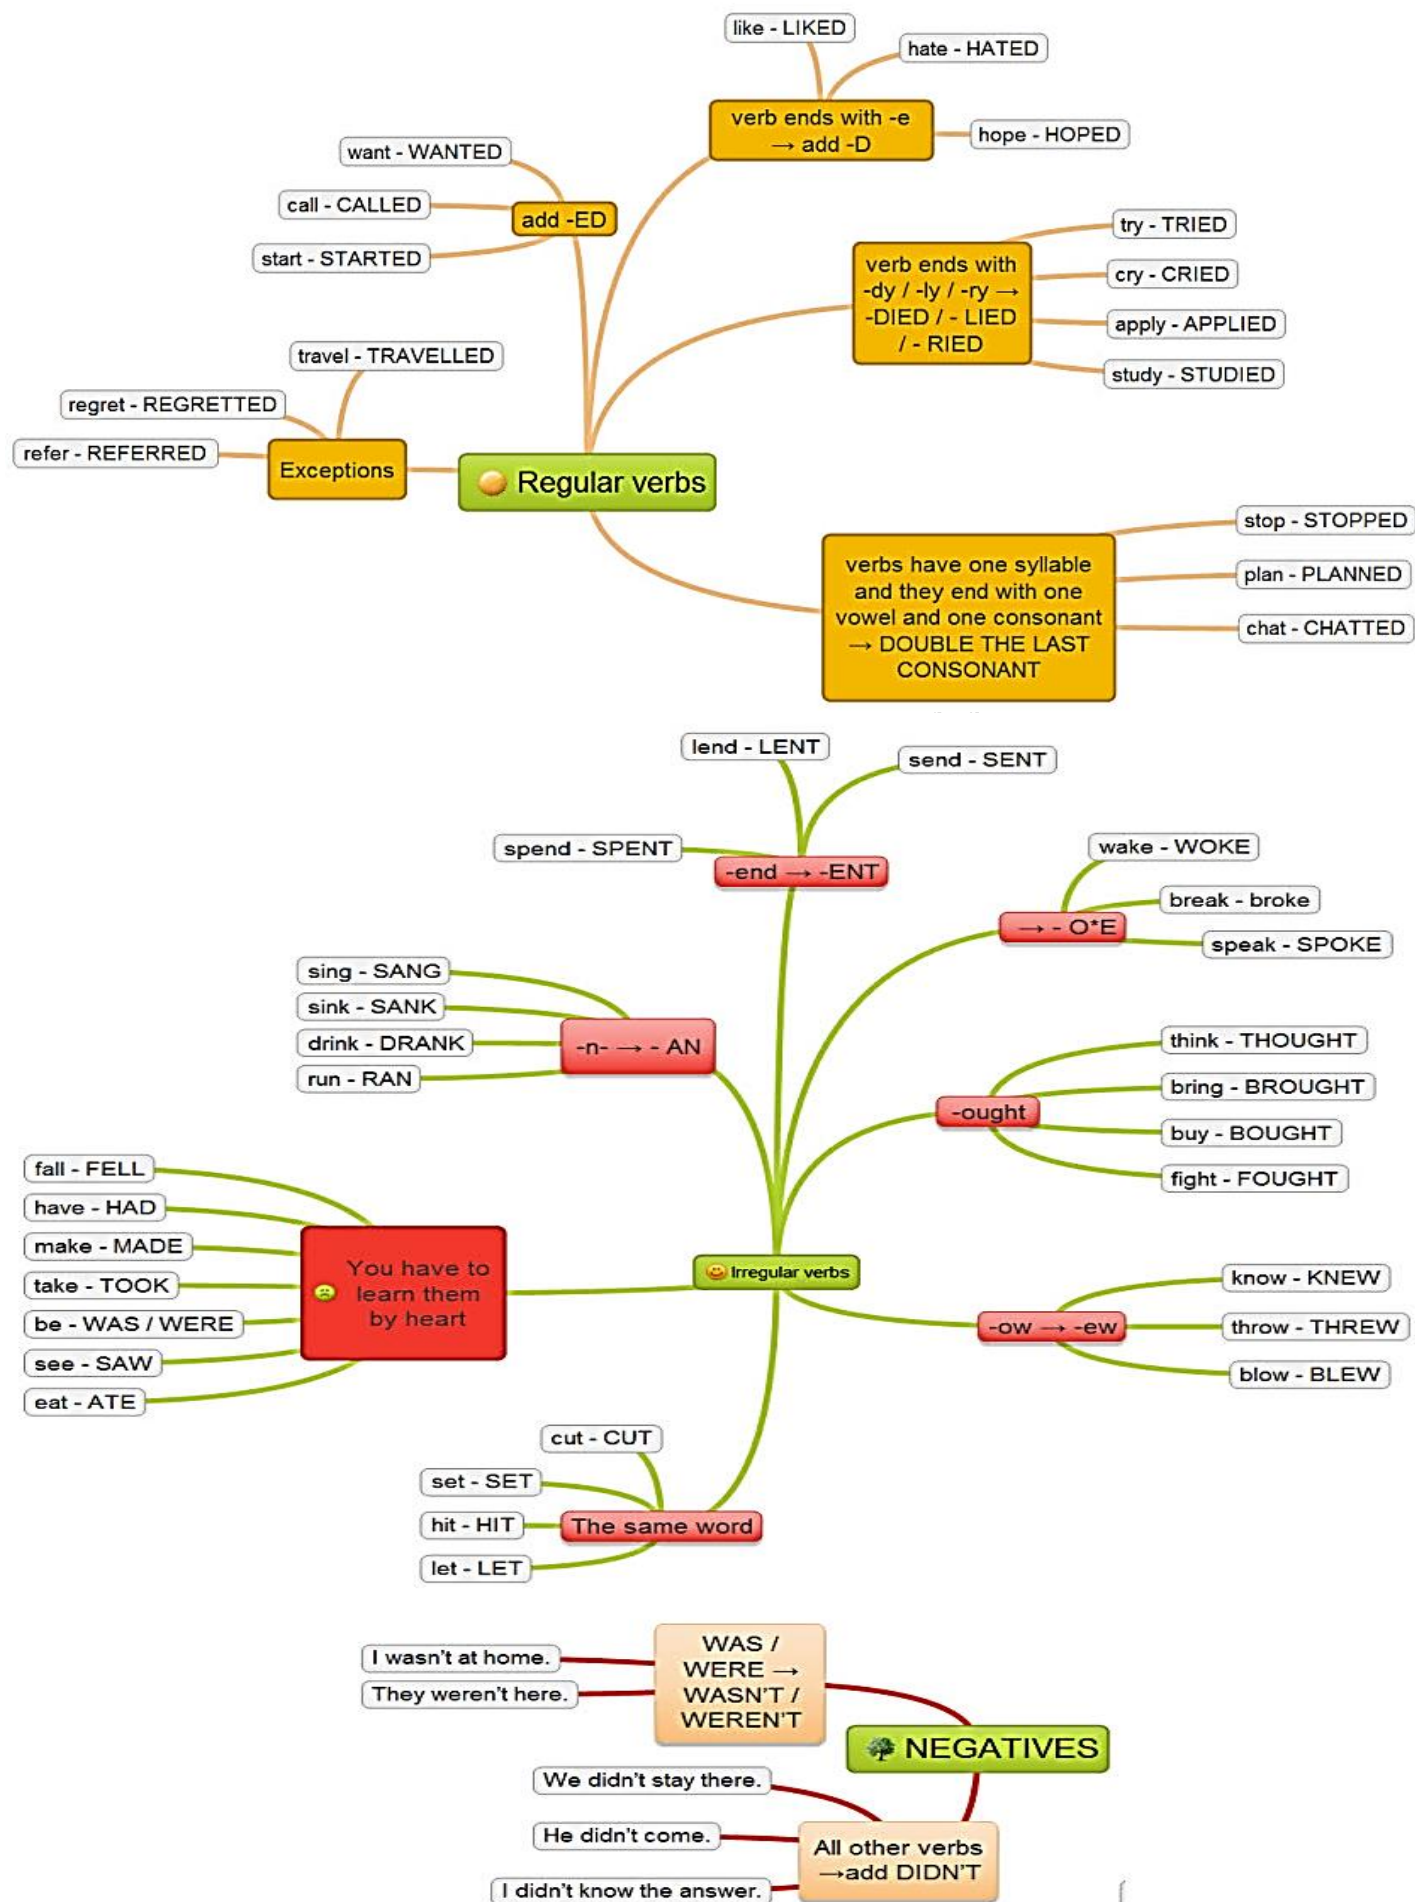 like - LIKED
hate - HATED
verb ends with -e
→ add -D
hope - HOPED
want - WANTED
call - CALLED
add -ED
start - STARTED
try - TRIED
verb ends with
-dy / -ly / -ry →
-DIED / - LIED
/ - RIED
cry - CRIED
apply - APPLIED
study - STUDIED
travel - TRAVELLED
regret - REGRETTED
refer - REFERRED
Exceptions
Regular verbs
stop - STOPPED
verbs have one syllable
and they end with one
vowel and one consonant
→ DOUBLE THE LAST
CONSONANT
plan - PLANNED
chat - CHATTED
lend - LENT
send - SENT
spend - SPENT
-end → -ENT
wake - WOKE
break - broke
→ - O*E
speak - SPOKE
sing - SANG
sink - SANK
drink - DRANK
-n- → - AN
run - RAN
think - THOUGHT
bring - BROUGHT
-ought
buy - BOUGHT
fight - FOUGHT
fall - FELL
have - HAD
make - MADE
take - TOOK
be - WAS / WERE
see - SAW
eat - ATE
You have to
learn them
by heart
Irregular verbs
know - KNEW
-ow → -ew
throw - THREW
blow - BLEW
cut - CUT
set - SET
hit - HIT
The same word
let - LET
WAS /
WERE →
WASN'T /
WEREN'T
I wasn't at home.
They weren't here.
NEGATIVES
We didn't stay there.
He didn't come.
All other verbs
→add DIDN'T
I didn't know the answer.